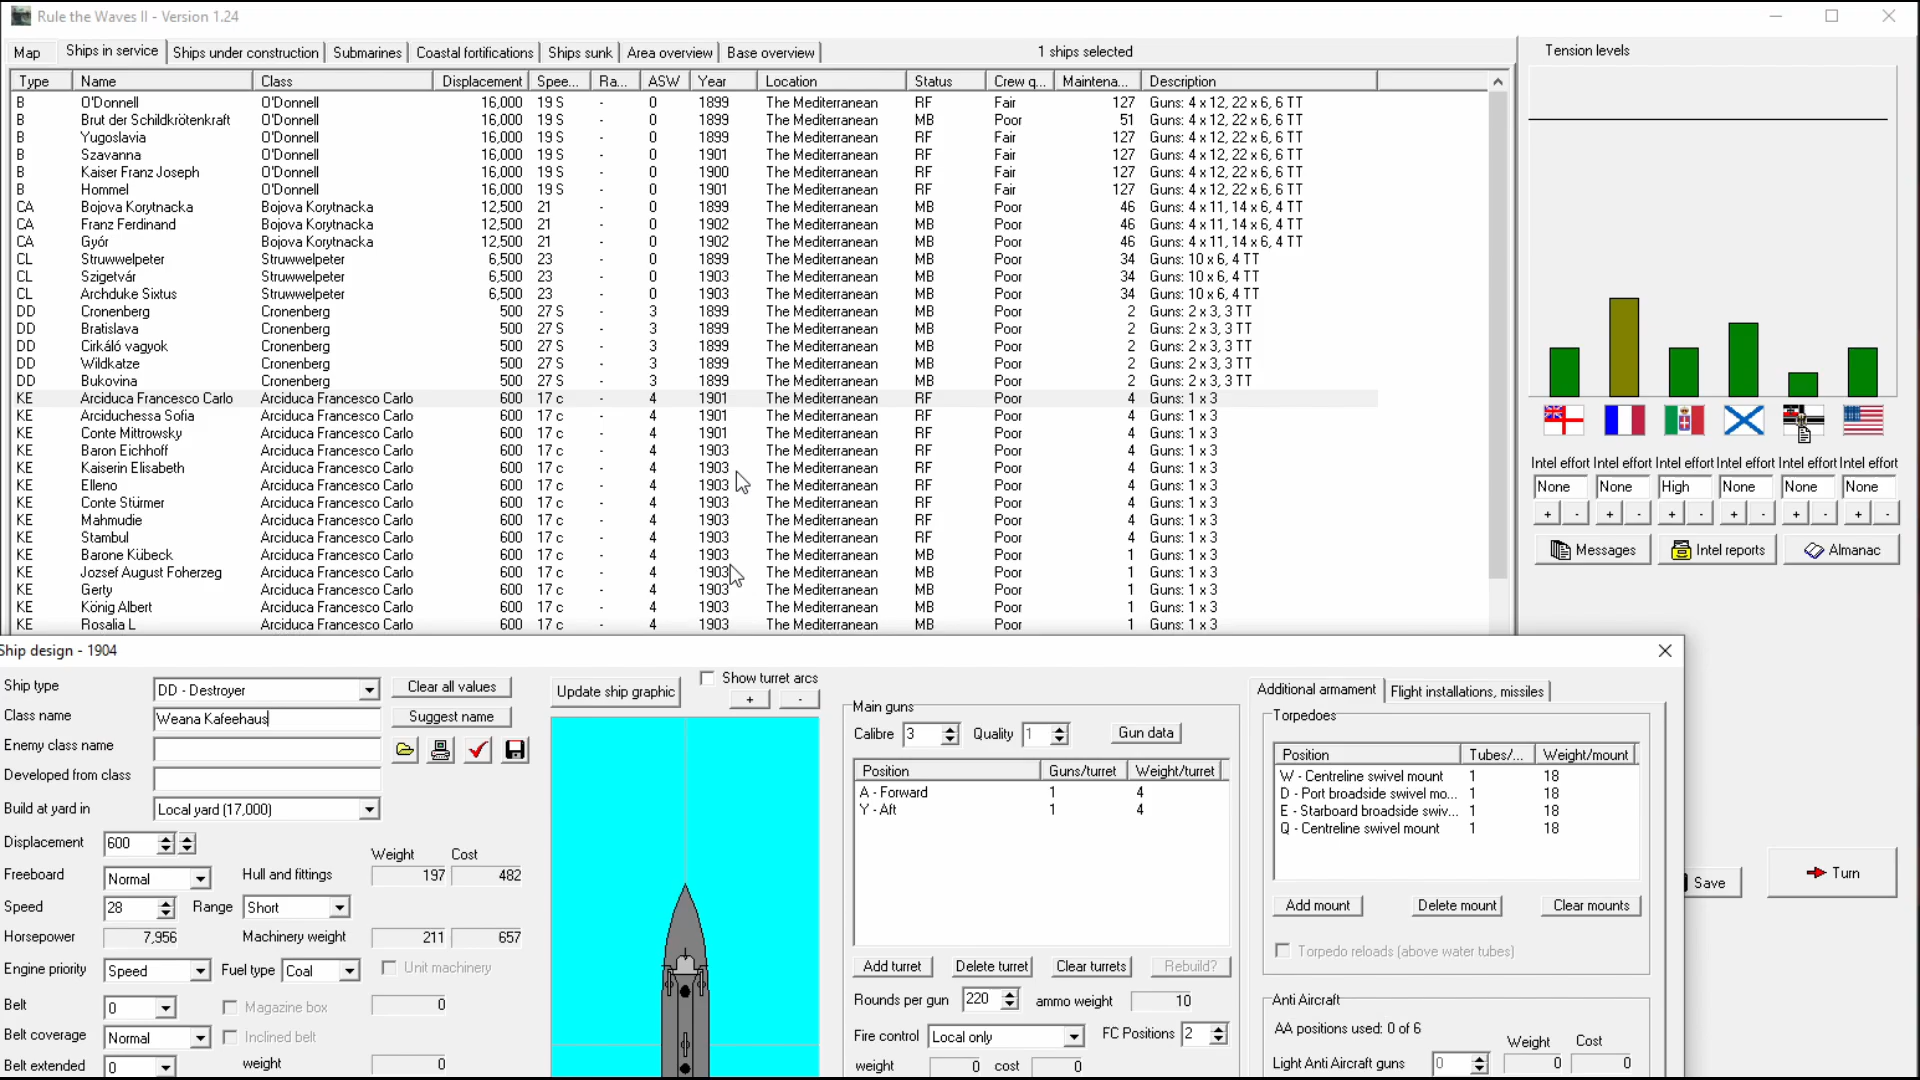 Rule the Waves II - Version 1.24
Map Ships in service Ships under construction Submarines Coastal fortifications Ships sunk Area overview Base overview 1 ships selected Tension levels
Type Name Class Displacement Spee... Ra... ASW Year Location Status Crew q... Maintena... Description
B O'Donnell O'Donnell 16,000 19 S - 0 1899 The Mediterranean RF Fair 127 Guns: 4 x 12, 22 x 6, 6 TT
B Brut der Schildkrötenkraft O'Donnell 16,000 19 S - 0 1899 The Mediterranean MB Poor 51 Guns: 4 x 12, 22 x 6, 6 TT
B Yugoslavia O'Donnell 16,000 19 S - 0 1899 The Mediterranean RF Fair 127 Guns: 4 x 12, 22 x 6, 6 TT
B Szavanna O'Donnell 16,000 19 S - 0 1901 The Mediterranean RF Fair 127 Guns: 4 x 12, 22 x 6, 6 TT
B Kaiser Franz Joseph O'Donnell 16,000 19 S - 0 1900 The Mediterranean RF Fair 127 Guns: 4 x 12, 22 x 6, 6 TT
B Hommel O'Donnell 16,000 19 S - 0 1901 The Mediterranean RF Fair 127 Guns: 4 x 12, 22 x 6, 6 TT
CA Bojova Korytnacka Bojova Korytnacka 12,500 21 - 0 1899 The Mediterranean MB Poor 46 Guns: 4 x 11, 14 x 6, 4 TT
CA Franz Ferdinand Bojova Korytnacka 12,500 21 - 0 1902 The Mediterranean MB Poor 46 Guns: 4 x 11, 14 x 6, 4 TT
CA Gyór Bojova Korytnacka 12,500 21 - 0 1902 The Mediterranean MB Poor 46 Guns: 4 x 11, 14 x 6, 4 TT
CL Struwwelpeter Struwwelpeter 6,500 23 - 0 1899 The Mediterranean MB Poor 34 Guns: 10 x 6, 4 TT
CL Szigetvár Struwwelpeter 6,500 23 - 0 1903 The Mediterranean MB Poor 34 Guns: 10 x 6, 4 TT
CL Archduke Sixtus Struwwelpeter 6,500 23 - 0 1903 The Mediterranean MB Poor 34 Guns: 10 x 6, 4 TT
DD Cronenberg Cronenberg 500 27 S - 3 1899 The Mediterranean MB Poor 2 Guns: 2 x 3, 3 TT
DD Bratislava Cronenberg 500 27 S - 3 1899 The Mediterranean MB Poor 2 Guns: 2 x 3, 3 TT
DD Cirkáló vagyok Cronenberg 500 27 S - 3 1899 The Mediterranean MB Poor 2 Guns: 2 x 3, 3 TT
DD Wildkatze Cronenberg 500 27 S - 3 1899 The Mediterranean MB Poor 2 Guns: 2 x 3, 3 TT
DD Bukovina Cronenberg 500 27 S - 3 1899 The Mediterranean MB Poor 2 Guns: 2 x 3, 3 TT
KE Arciduca Francesco Carlo Arciduca Francesco Carlo 600 17 c - 4 1901 The Mediterranean RF Poor 4 Guns: 1 x 3
KE Arciduchessa Sofia Arciduca Francesco Carlo 600 17 c - 4 1901 The Mediterranean RF Poor 4 Guns: 1 x 3
KE Conte Mittrowsky Arciduca Francesco Carlo 600 17 c - 4 1901 The Mediterranean RF Poor 4 Guns: 1 x 3
KE Baron Eichhoff Arciduca Francesco Carlo 600 17 c - 4 1903 The Mediterranean RF Poor 4 Guns: 1 x 3
KE Kaiserin Elisabeth Arciduca Francesco Carlo 600 17 c - 4 1903 The Mediterranean RF Poor 4 Guns: 1 x 3
KE Elleno Arciduca Francesco Carlo 600 17 c - 4 1903 The Mediterranean RF Poor 4 Guns: 1 x 3
KE Conte Stürmer Arciduca Francesco Carlo 600 17 c - 4 1903 The Mediterranean RF Poor 4 Guns: 1 x 3
KE Mahmudie Arciduca Francesco Carlo 600 17 c - 4 1903 The Mediterranean RF Poor 4 Guns: 1 x 3
KE Stambul Arciduca Francesco Carlo 600 17 c - 4 1903 The Mediterranean RF Poor 4 Guns: 1 x 3
KE Barone Kübeck Arciduca Francesco Carlo 600 17 c - 4 1903 The Mediterranean MB Poor 1 Guns: 1 x 3
KE Jozsef August Foherzeg Arciduca Francesco Carlo 600 17 c - 4 1903 The Mediterranean MB Poor 1 Guns: 1 x 3
KE Gerty Arciduca Francesco Carlo 600 17 c - 4 1903 The Mediterranean MB Poor 1 Guns: 1 x 3
KE König Albert Arciduca Francesco Carlo 600 17 c - 4 1903 The Mediterranean MB Poor 1 Guns: 1 x 3
KE Rosalia L Arciduca Francesco Carlo 600 17 c - 4 1903 The Mediterranean MB Poor 1 Guns: 1 x 3
Intel effort Intel effort Intel effort Intel effort Intel effort Intel effort
None None High None None None
+ - + - + - + - + - + -
Messages Intel reports Almanac
Save Turn
Ship design - 1904
Ship type DD - Destroyer Clear all values
Class name Weana Kafeehaus Suggest name
Enemy class name
Developed from class
Build at yard in Local yard (17,000)
Displacement 600
Weight Cost
Freeboard Normal Hull and fittings 197 482
Speed 28 Range Short
Horsepower 7,956 Machinery weight 211 657
Engine priority Speed Fuel type Coal Unit machinery
Belt 0 Magazine box 0
Belt coverage Normal Inclined belt
Belt extended 0 weight 0
Update ship graphic Show turret arcs
+ -
Main guns
Calibre 3 Quality 1 Gun data
Position Guns/turret Weight/turret
A - Forward 1 4
Y - Aft 1 4
Add turret Delete turret Clear turrets Rebuild?
Rounds per gun 220 ammo weight 10
Fire control Local only FC Positions 2
weight 0 cost 0
Additional armament Flight installations, missiles
Torpedoes
Position Tubes/... Weight/mount
W - Centreline swivel mount 1 18
D - Port broadside swivel mo... 1 18
E - Starboard broadside swiv... 1 18
Q - Centreline swivel mount 1 18
Add mount Delete mount Clear mounts
Torpedo reloads (above water tubes)
Anti Aircraft
AA positions used: 0 of 6
Weight Cost
Light Anti Aircraft guns 0 0 0